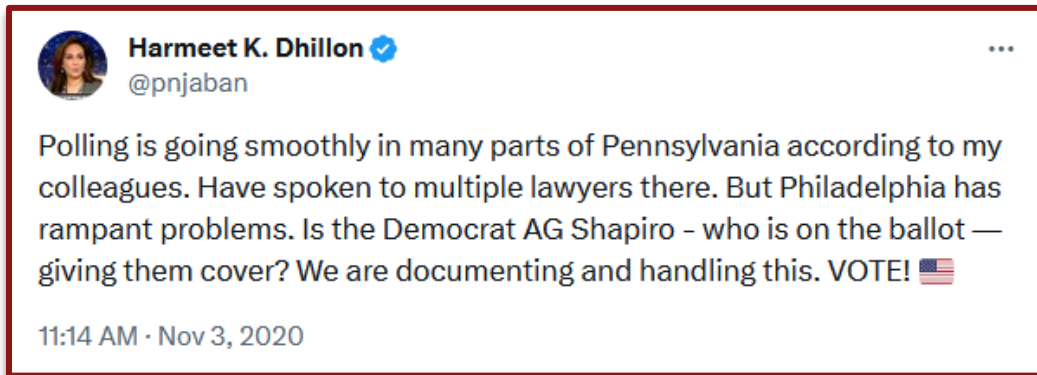 Harmeet K. Dhillon
@pnjaban
Polling is going smoothly in many parts of Pennsylvania according to my
colleagues. Have spoken to multiple lawyers there. But Philadelphia has
rampant problems. Is the Democrat AG Shapiro - who is on the ballot —
giving them cover? We are documenting and handling this. VOTE! 🇺🇸
11:14 AM · Nov 3, 2020